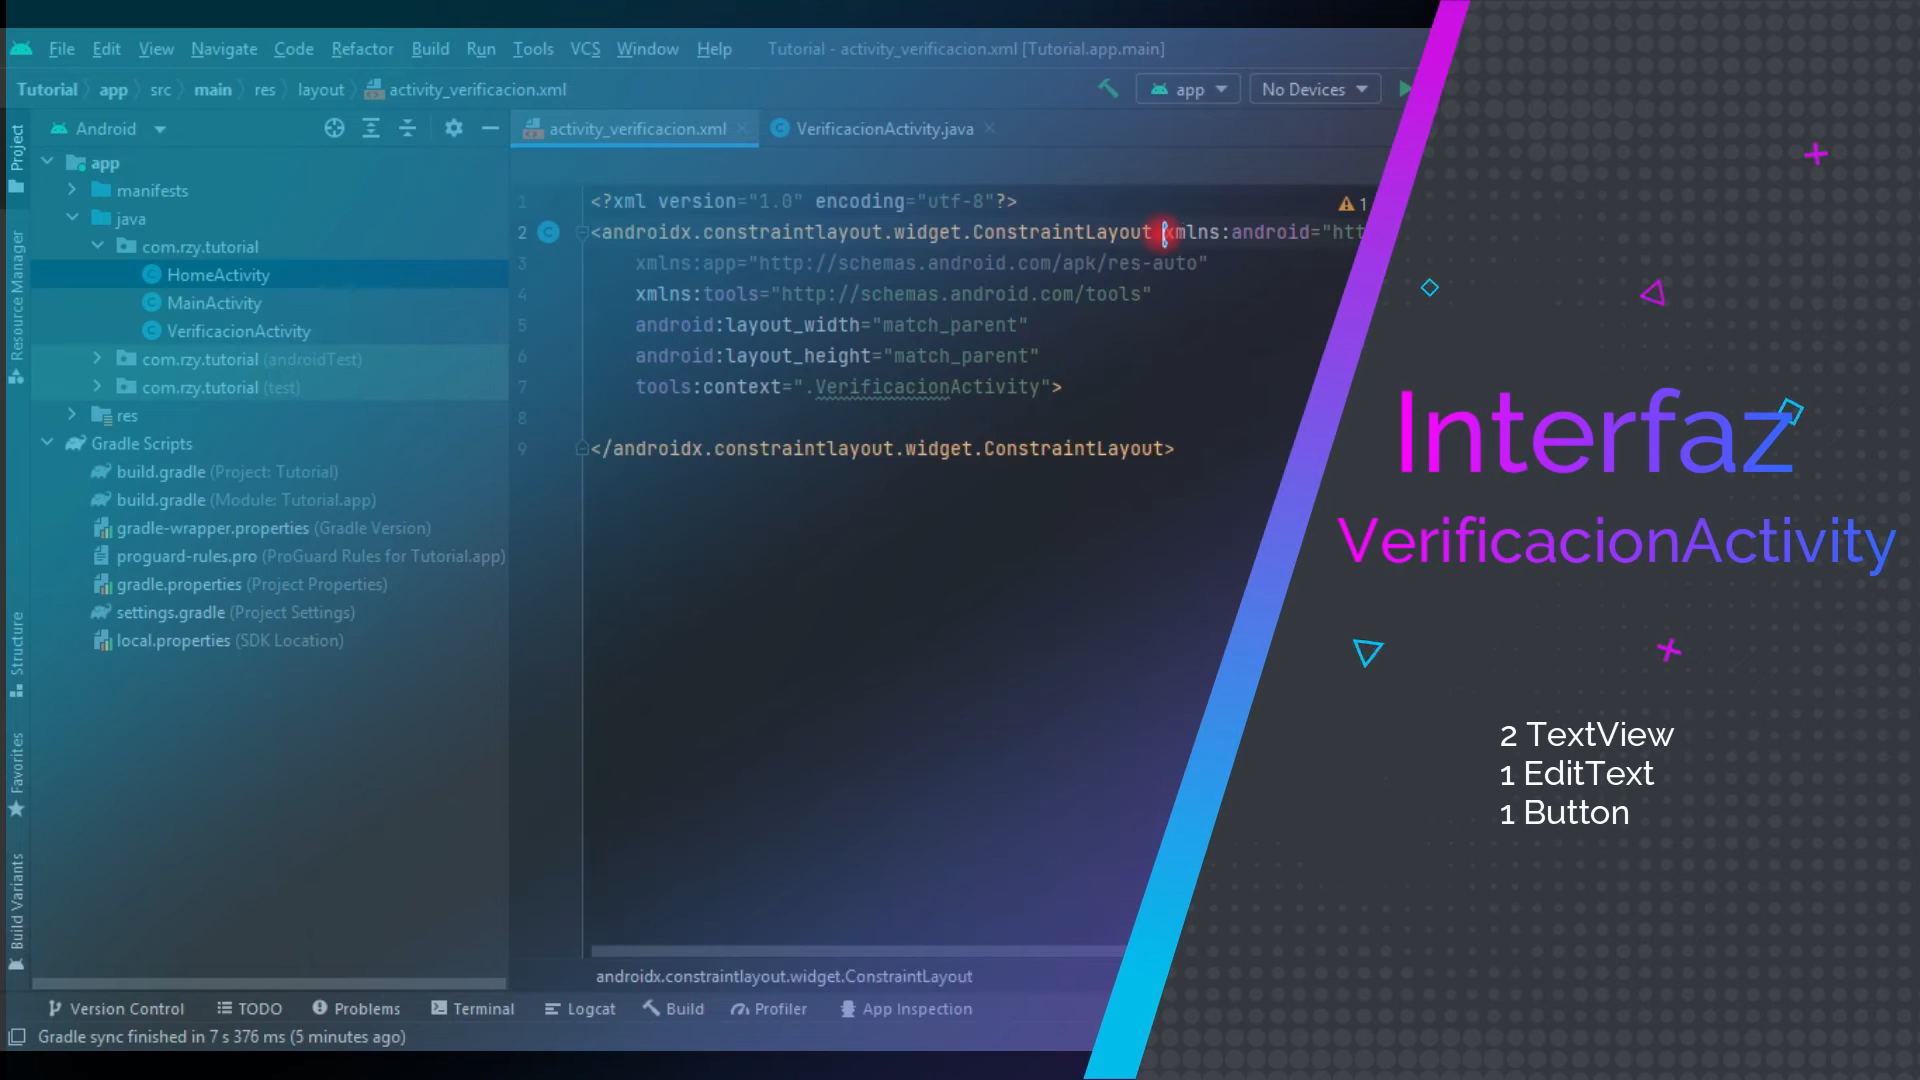 File Edit View Navigate Code Refactor Build Run Tools VCS Window Help Tutorial - activity_verificacion.xml [Tutorial.app.main]
Tutorial app src main res layout activity_verificacion.xml app No Devices
Project
Android
activity_verificacion.xml VerificacionActivity.java
app
manifests
java
com.rzy.tutorial
HomeActivity
MainActivity
VerificacionActivity
com.rzy.tutorial (androidTest)
com.rzy.tutorial (test)
res
Gradle Scripts
build.gradle (Project: Tutorial)
build.gradle (Module: Tutorial.app)
gradle-wrapper.properties (Gradle Version)
proguard-rules.pro (ProGuard Rules for Tutorial.app)
gradle.properties (Project Properties)
settings.gradle (Project Settings)
local.properties (SDK Location)
Resource Manager
Structure
Favorites
Build Variants
1 <?xml version="1.0" encoding="utf-8"?> 1
2 <androidx.constraintlayout.widget.ConstraintLayout xmlns:android="htt
3 xmlns:app="http://schemas.android.com/apk/res-auto"
4 xmlns:tools="http://schemas.android.com/tools"
5 android:layout_width="match_parent"
6 android:layout_height="match_parent"
7 tools:context=".VerificacionActivity">
8
9 </androidx.constraintlayout.widget.ConstraintLayout>
androidx.constraintlayout.widget.ConstraintLayout
Version Control TODO Problems Terminal Logcat Build Profiler App Inspection
Gradle sync finished in 7 s 376 ms (5 minutes ago)
Interfaz
VerificacionActivity
2 TextView
1 EditText
1 Button